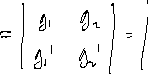 = | y₁ y₂ | = |
| y₁' y₂' |